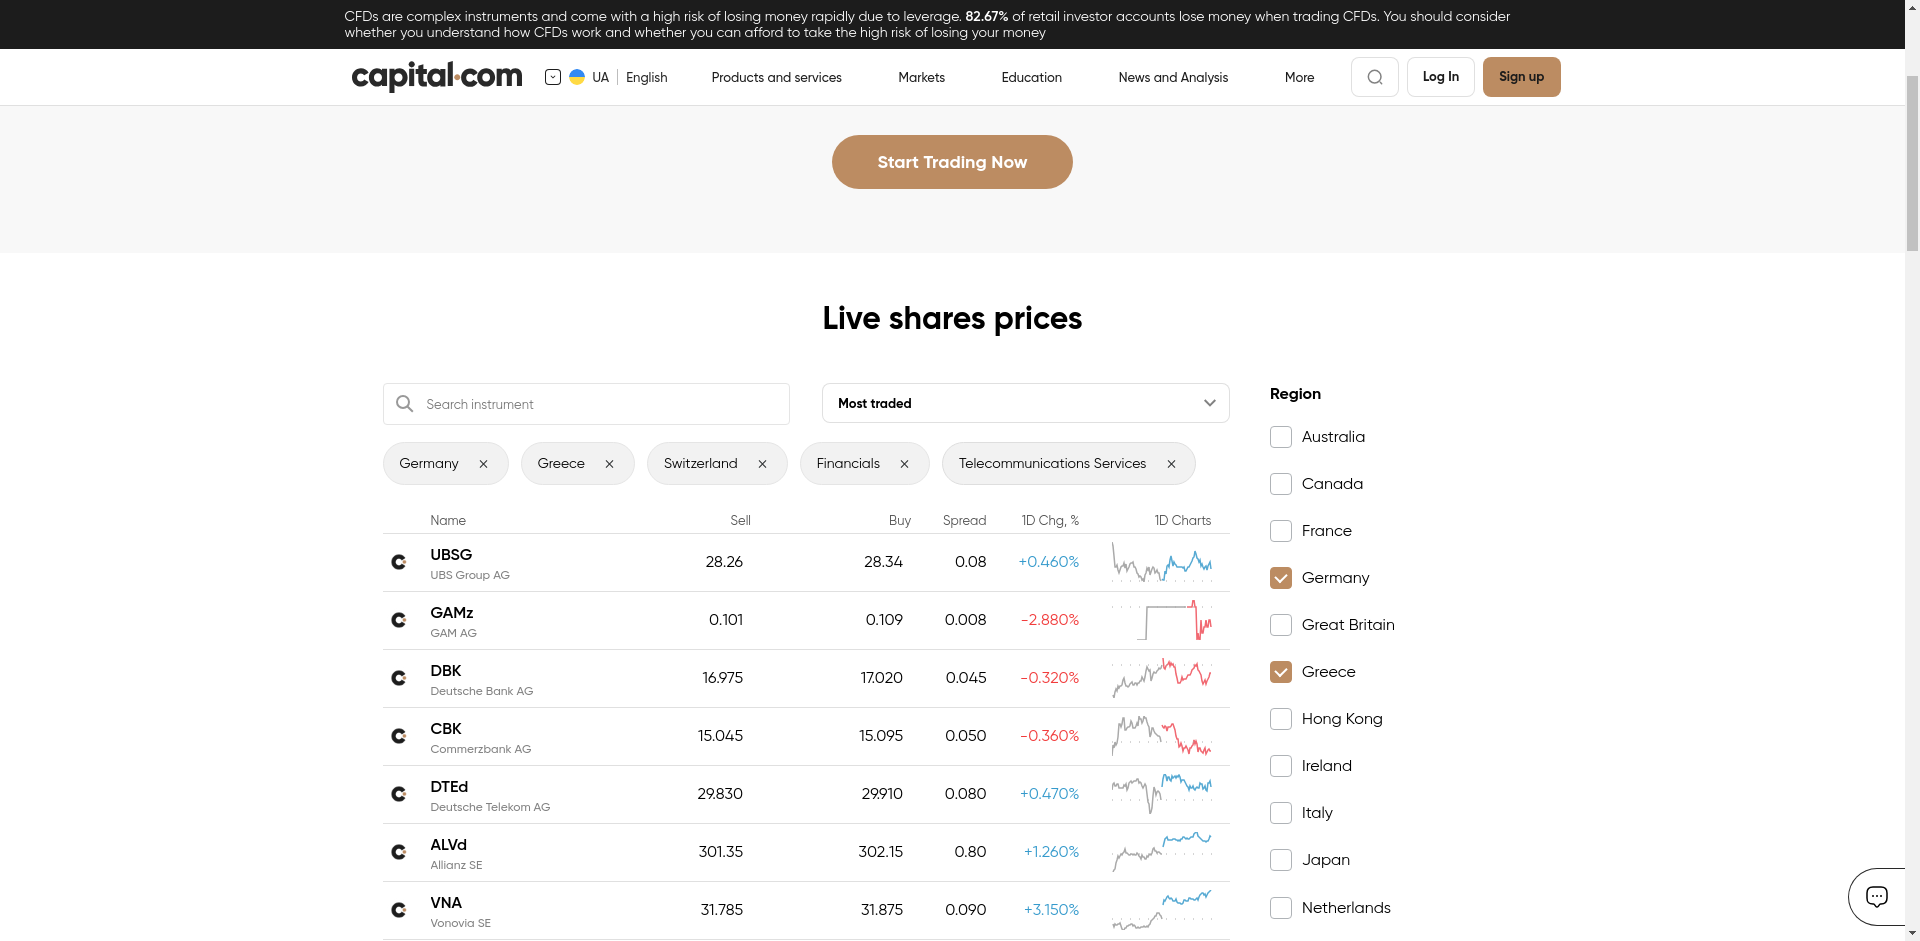 CFDs are complex instruments and come with a high risk of losing money rapidly due to leverage. 82.67% of retail investor accounts lose money when trading CFDs. You should consider
whether you understand how CFDs work and whether you can afford to take the high risk of losing your money
capital.com UA English Products and services Markets Education News and Analysis More Log In Sign up
Start Trading Now
Live shares prices
Search instrument Most traded
Germany Greece Switzerland Financials Telecommunications Services
Name Sell Buy Spread 1D Chg, % 1D Charts
UBSG
UBS Group AG
28.26 28.34 0.08 +0.460%
GAMz
GAM AG
0.101 0.109 0.008 -2.880%
DBK
Deutsche Bank AG
16.975 17.020 0.045 -0.320%
CBK
Commerzbank AG
15.045 15.095 0.050 -0.360%
DTEd
Deutsche Telekom AG
29.830 29.910 0.080 +0.470%
ALVd
Allianz SE
301.35 302.15 0.80 +1.260%
VNA
Vonovia SE
31.785 31.875 0.090 +3.150%
Region
Australia
Canada
France
Germany
Great Britain
Greece
Hong Kong
Ireland
Italy
Japan
Netherlands